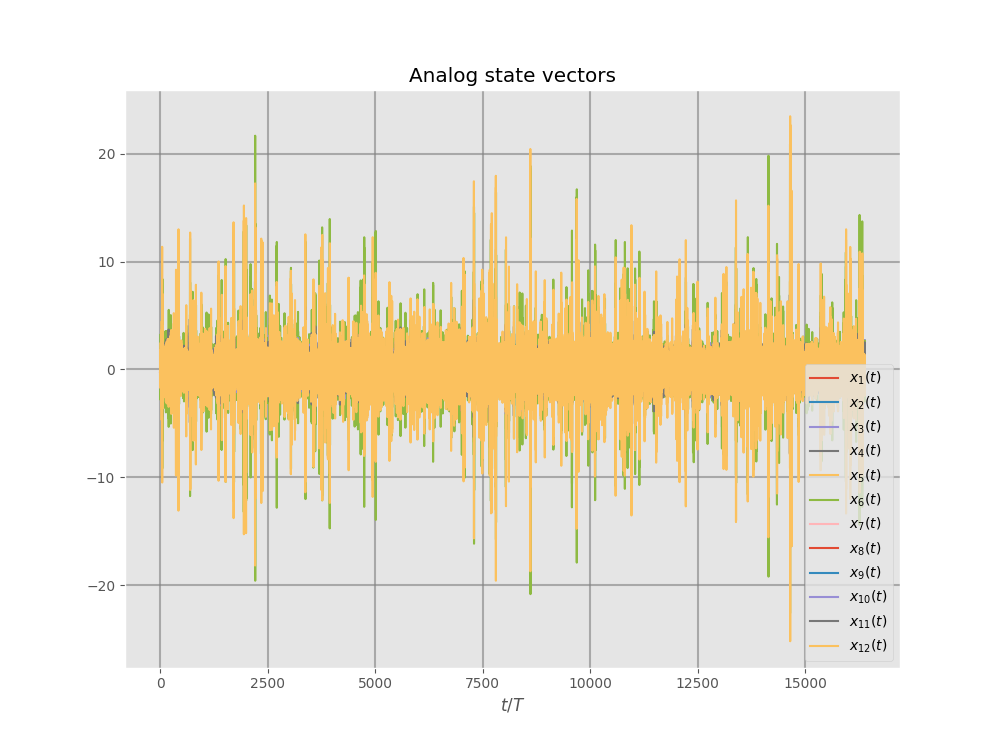 Analog state vectors
20
10
0
−10
−20
0 2500 5000 7500 10000 12500 15000
t/T
x₁(t)
x₂(t)
x₃(t)
x₄(t)
x₅(t)
x₆(t)
x₇(t)
x₈(t)
x₉(t)
x₁₀(t)
x₁₁(t)
x₁₂(t)